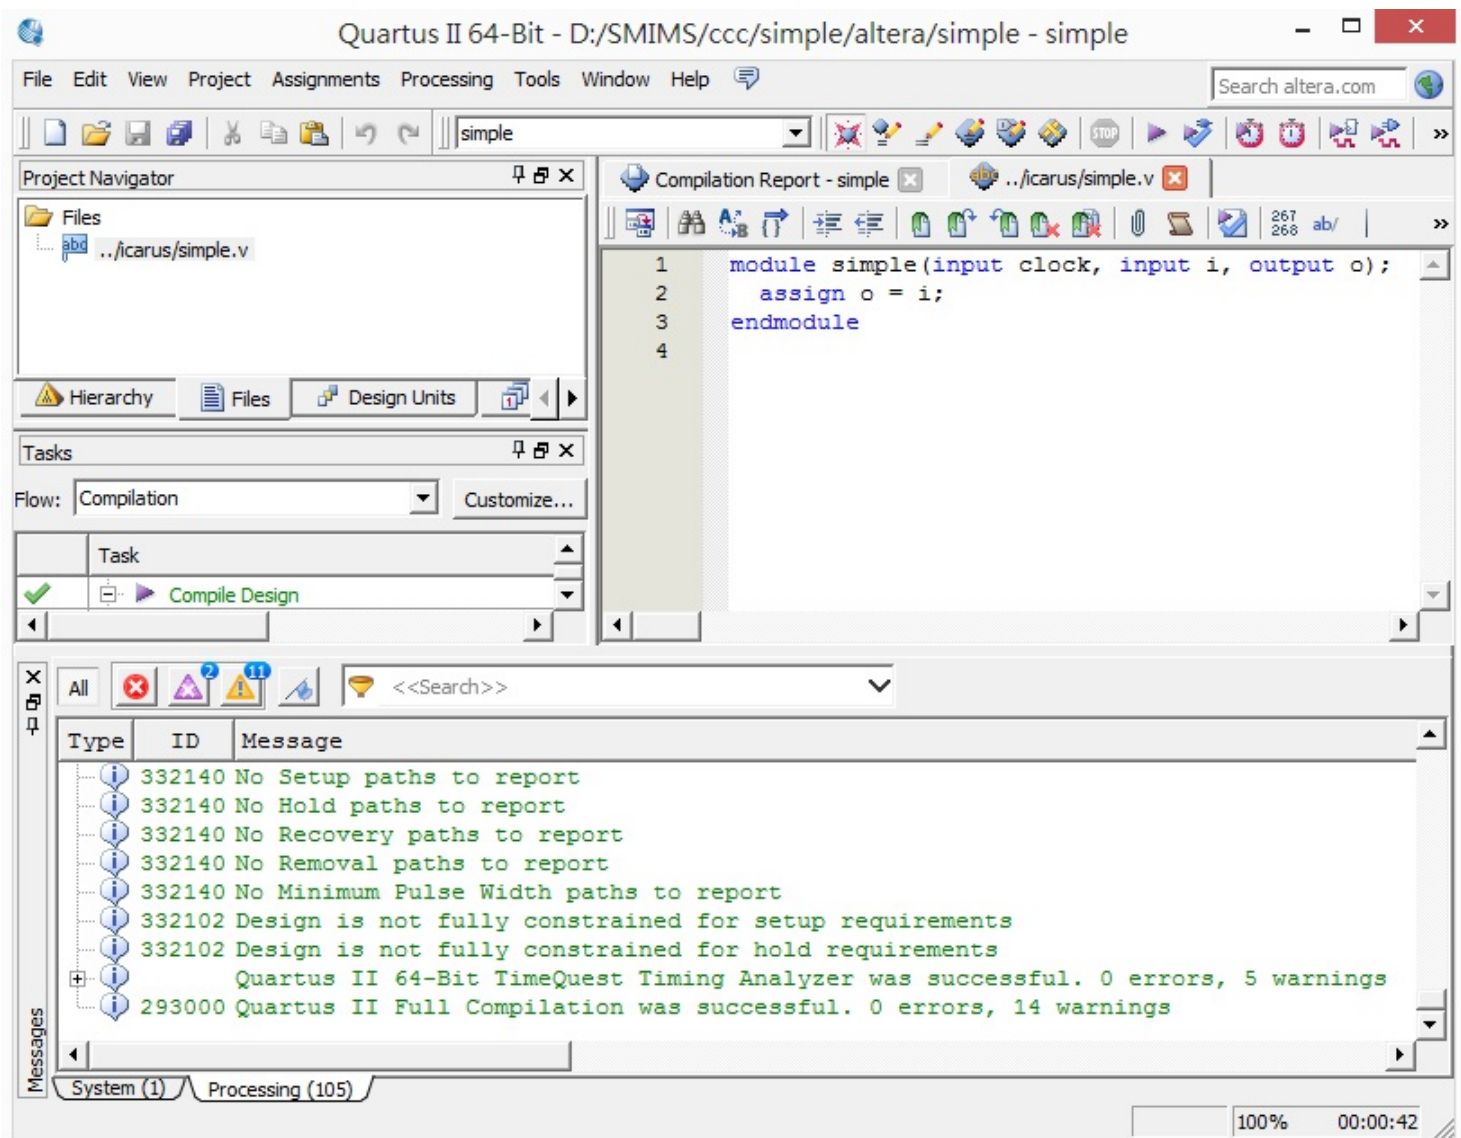 Quartus II 64-Bit - D:/SMIMS/ccc/simple/altera/simple - simple
File Edit View Project Assignments Processing Tools Window Help
Search altera.com
simple
STOP
Project Navigator
Files
abc ../icarus/simple.v
Hierarchy Files Design Units
Tasks
Flow: Compilation Customize...
Task
Compile Design
Compilation Report - simple
../icarus/simple.v
267
268
ab/
1 module simple(input clock, input i, output o);
2 assign o = i;
3 endmodule
4
All 2 11 <<Search>>
Type ID Message
332140 No Setup paths to report
332140 No Hold paths to report
332140 No Recovery paths to report
332140 No Removal paths to report
332140 No Minimum Pulse Width paths to report
332102 Design is not fully constrained for setup requirements
332102 Design is not fully constrained for hold requirements
Quartus II 64-Bit TimeQuest Timing Analyzer was successful. 0 errors, 5 warnings
293000 Quartus II Full Compilation was successful. 0 errors, 14 warnings
Messages
System (1) Processing (105)
100% 00:00:42